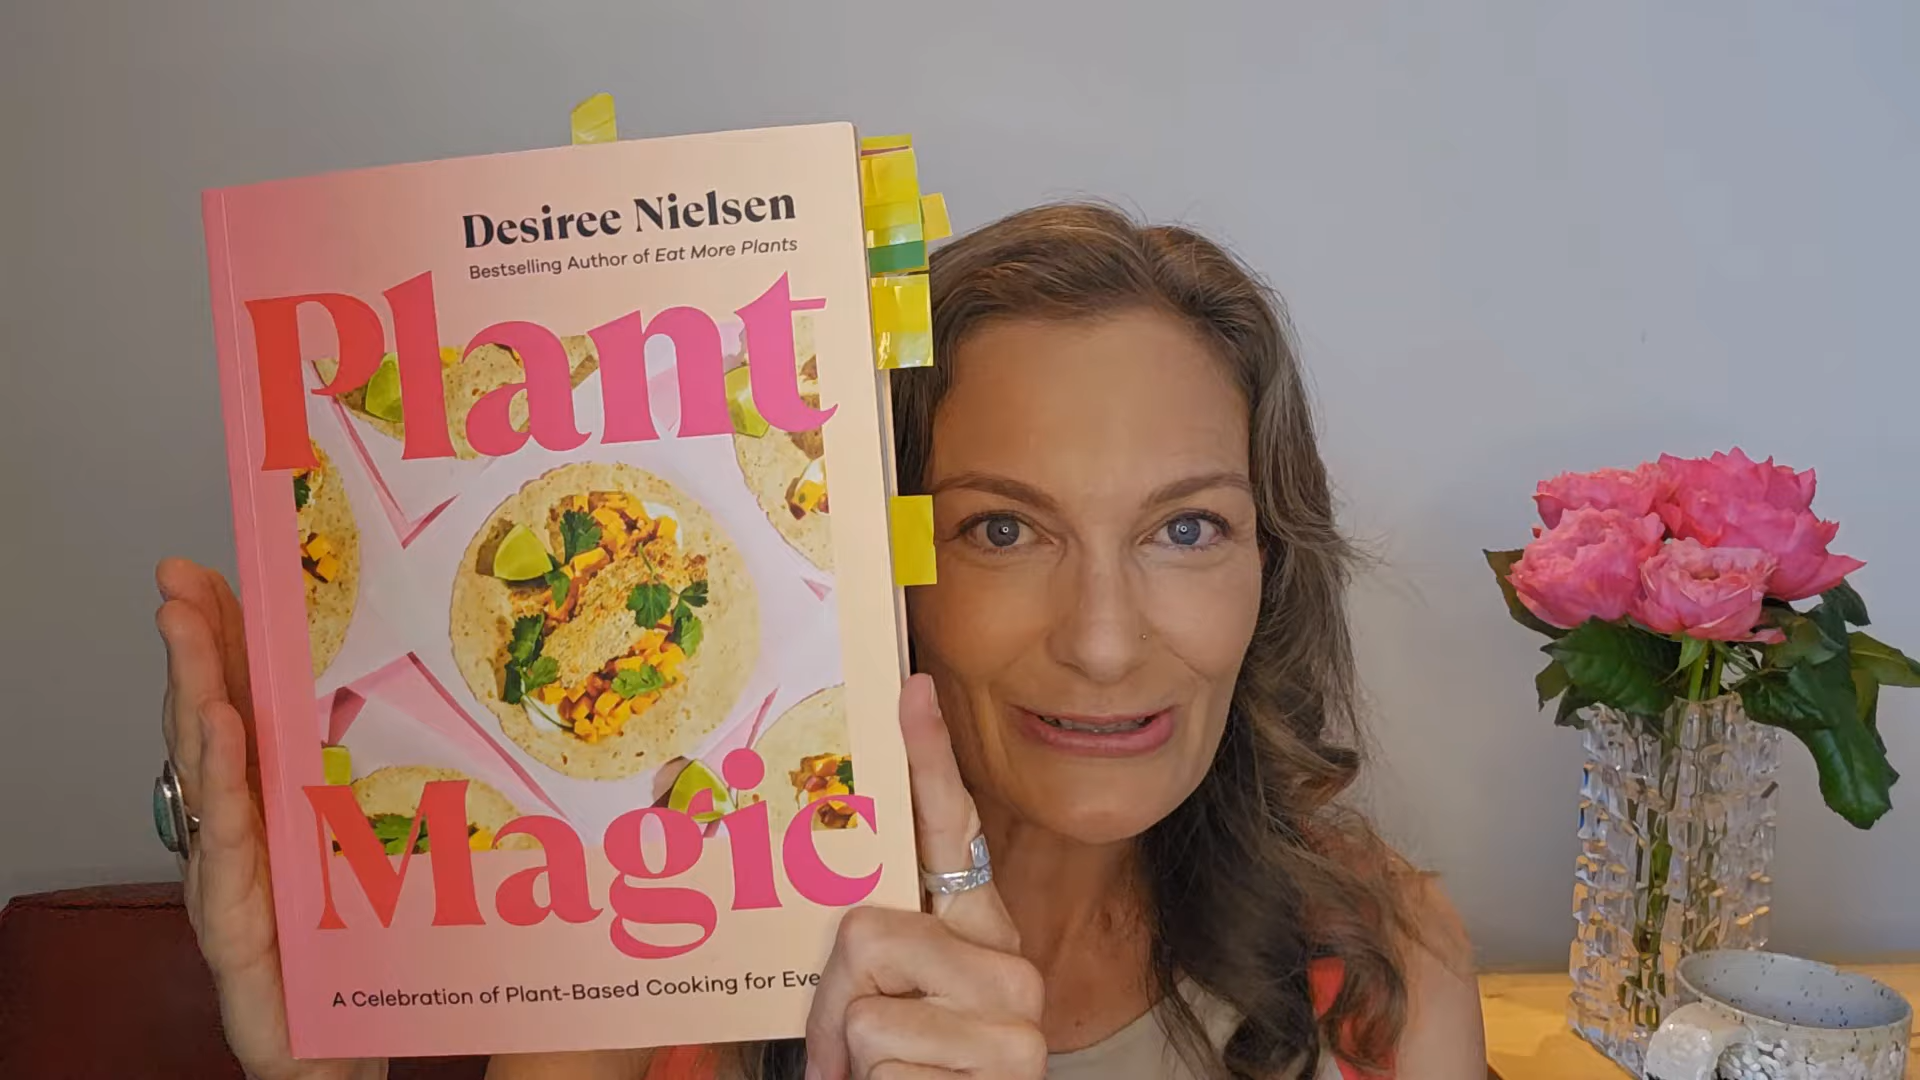 Desiree Nielsen
Bestselling Author of Eat More Plants
Plant
Magic
A Celebration of Plant-Based Cooking for Eve